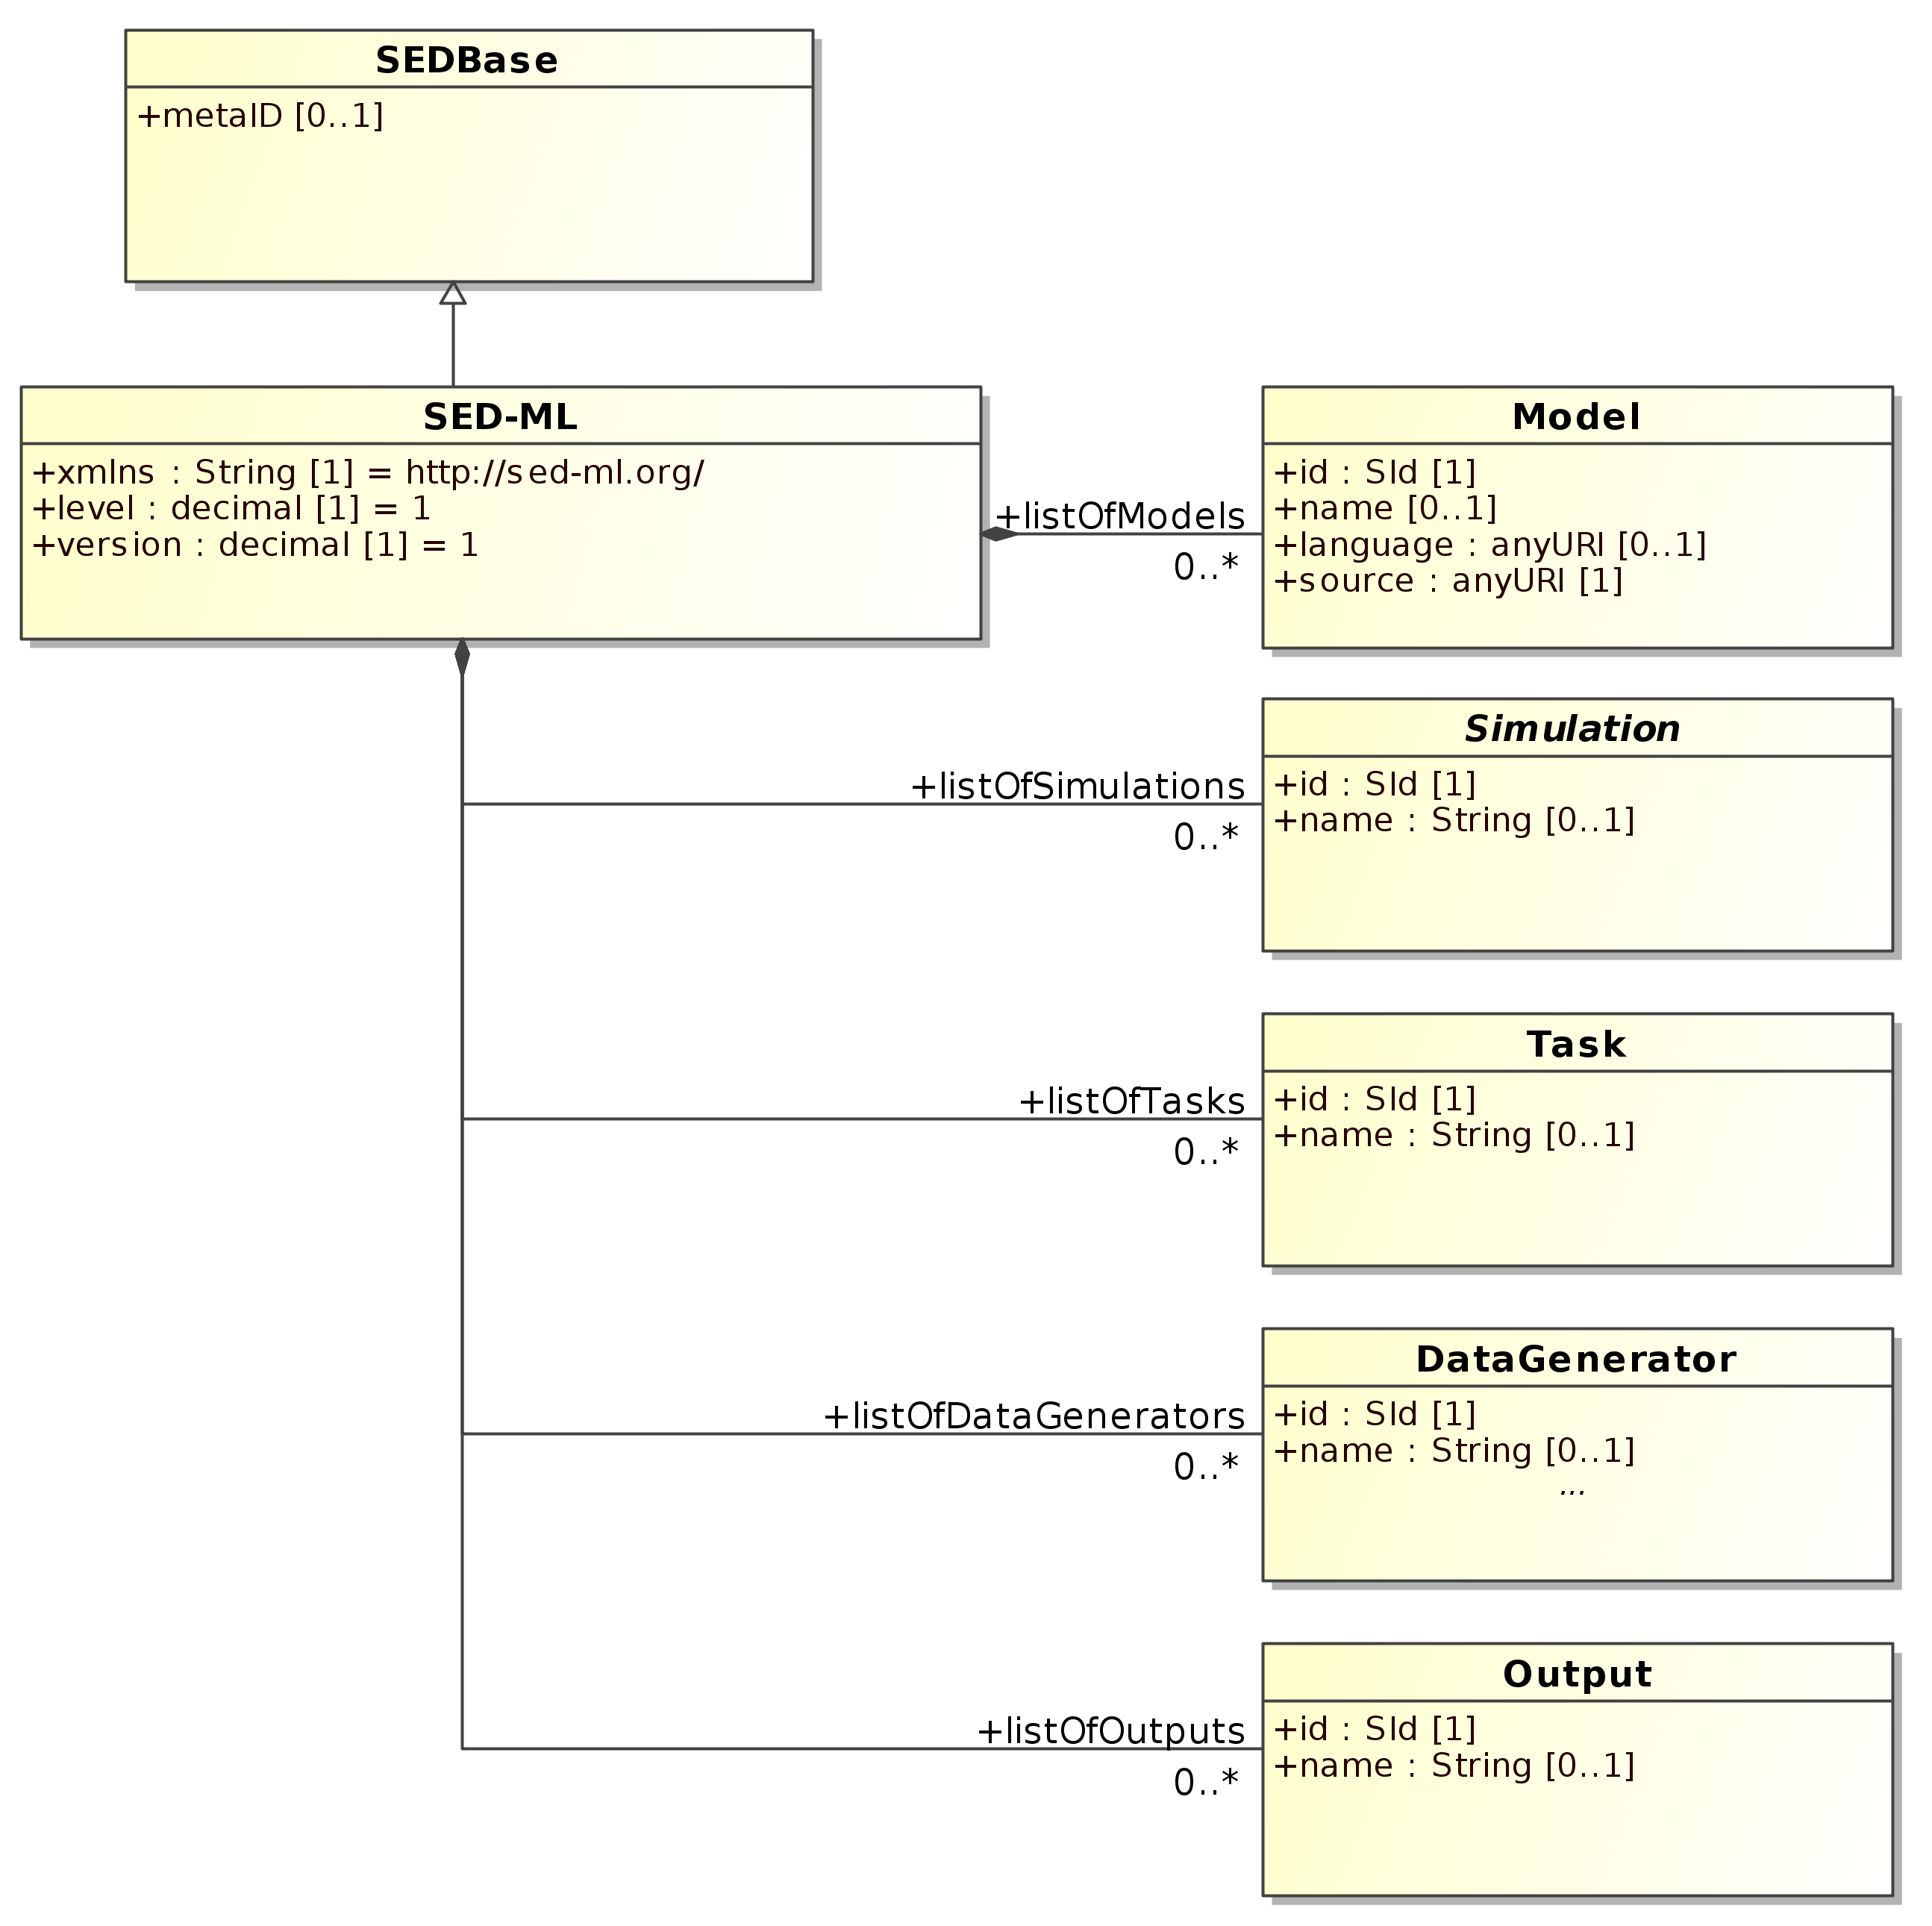 SEDBase
+metaID [0..1]
SED-ML
+xmlns : String [1] = http://sed-ml.org/
+level : decimal [1] = 1
+version : decimal [1] = 1
+listOfModels
0..*
Model
+id : SId [1]
+name [0..1]
+language : anyURI [0..1]
+source : anyURI [1]
+listOfSimulations
0..*
Simulation
+id : SId [1]
+name : String [0..1]
+listOfTasks
0..*
Task
+id : SId [1]
+name : String [0..1]
+listOfDataGenerators
0..*
DataGenerator
+id : SId [1]
+name : String [0..1]
...
+listOfOutputs
0..*
Output
+id : SId [1]
+name : String [0..1]